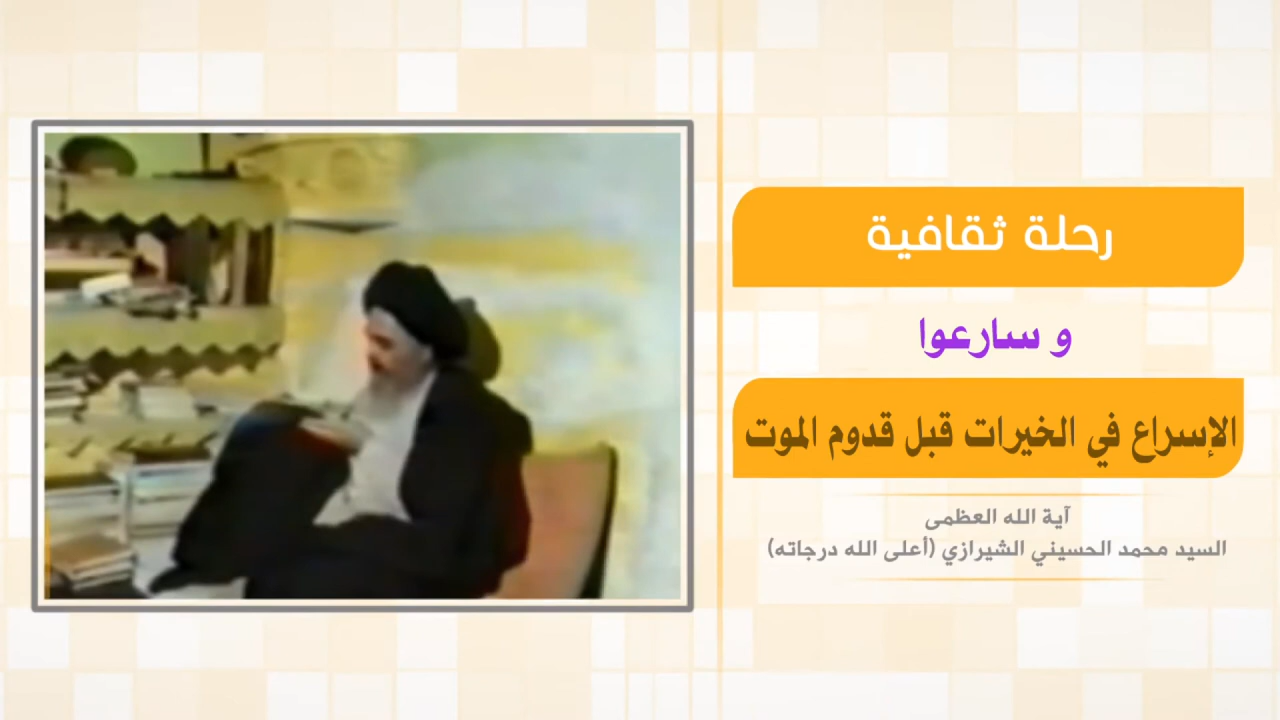 رحلة ثقافية
و سارعوا
الإسراع في الخيرات قبل قدوم الموت
آية الله العظمى
السيد محمد الحسيني الشيرازي (أعلى الله درجاته)